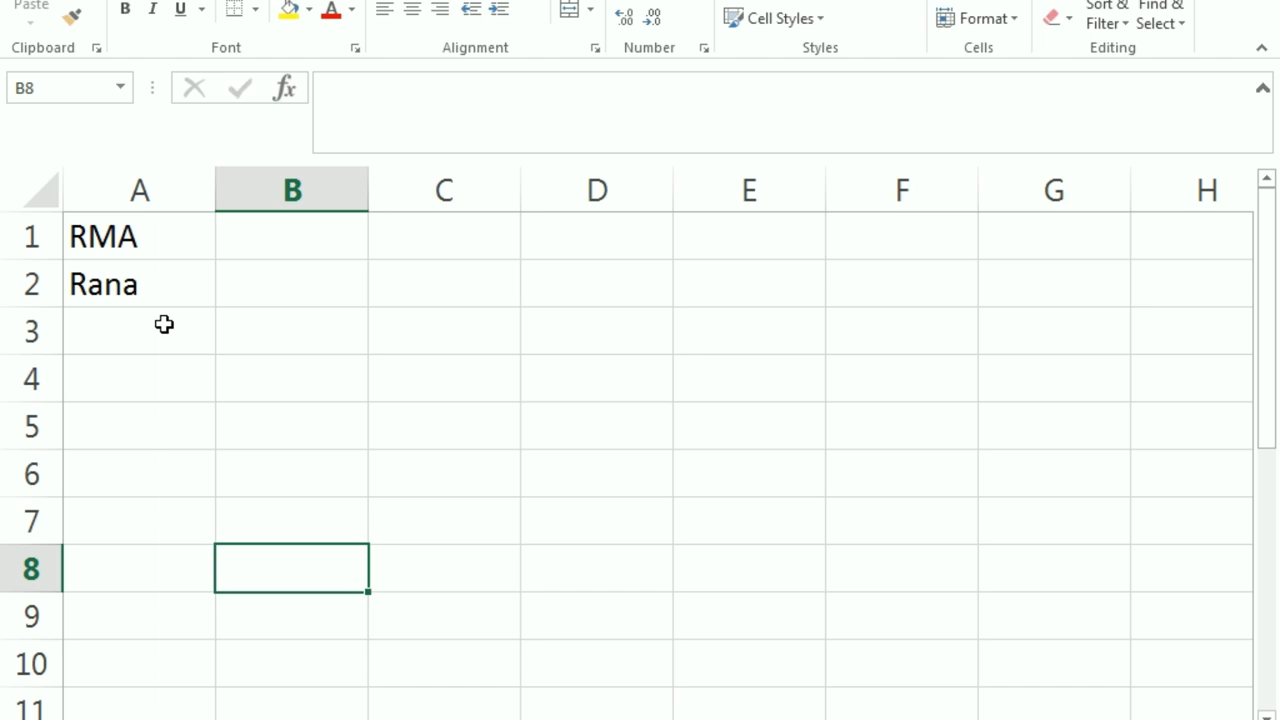 Paste
B I U A
Cell Styles
Format
Sort & Find &
Filter Select
Clipboard Font Alignment Number Styles Cells Editing
B8 fx
A B C D E F G H
1 RMA
2 Rana
3
4
5
6
7
8
9
10
11